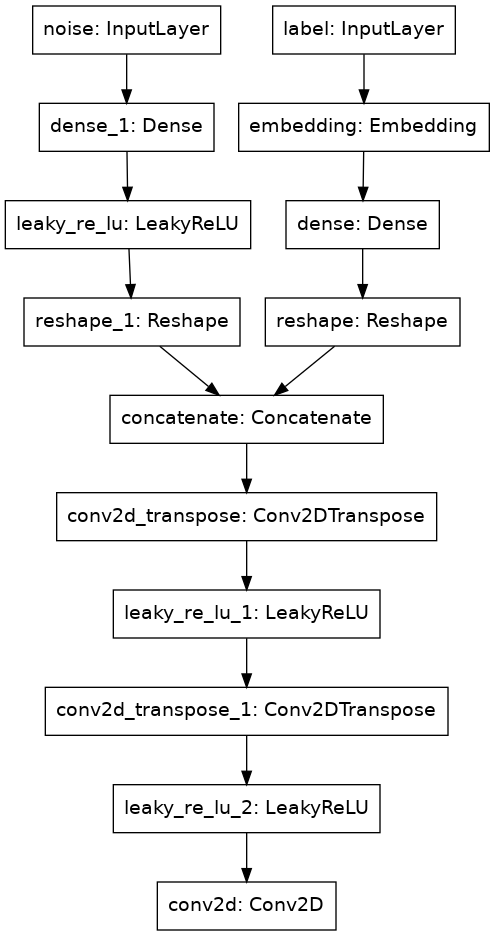 noise: InputLayer
label: InputLayer
dense_1: Dense
embedding: Embedding
leaky_re_lu: LeakyReLU
dense: Dense
reshape_1: Reshape
reshape: Reshape
concatenate: Concatenate
conv2d_transpose: Conv2DTranspose
leaky_re_lu_1: LeakyReLU
conv2d_transpose_1: Conv2DTranspose
leaky_re_lu_2: LeakyReLU
conv2d: Conv2D